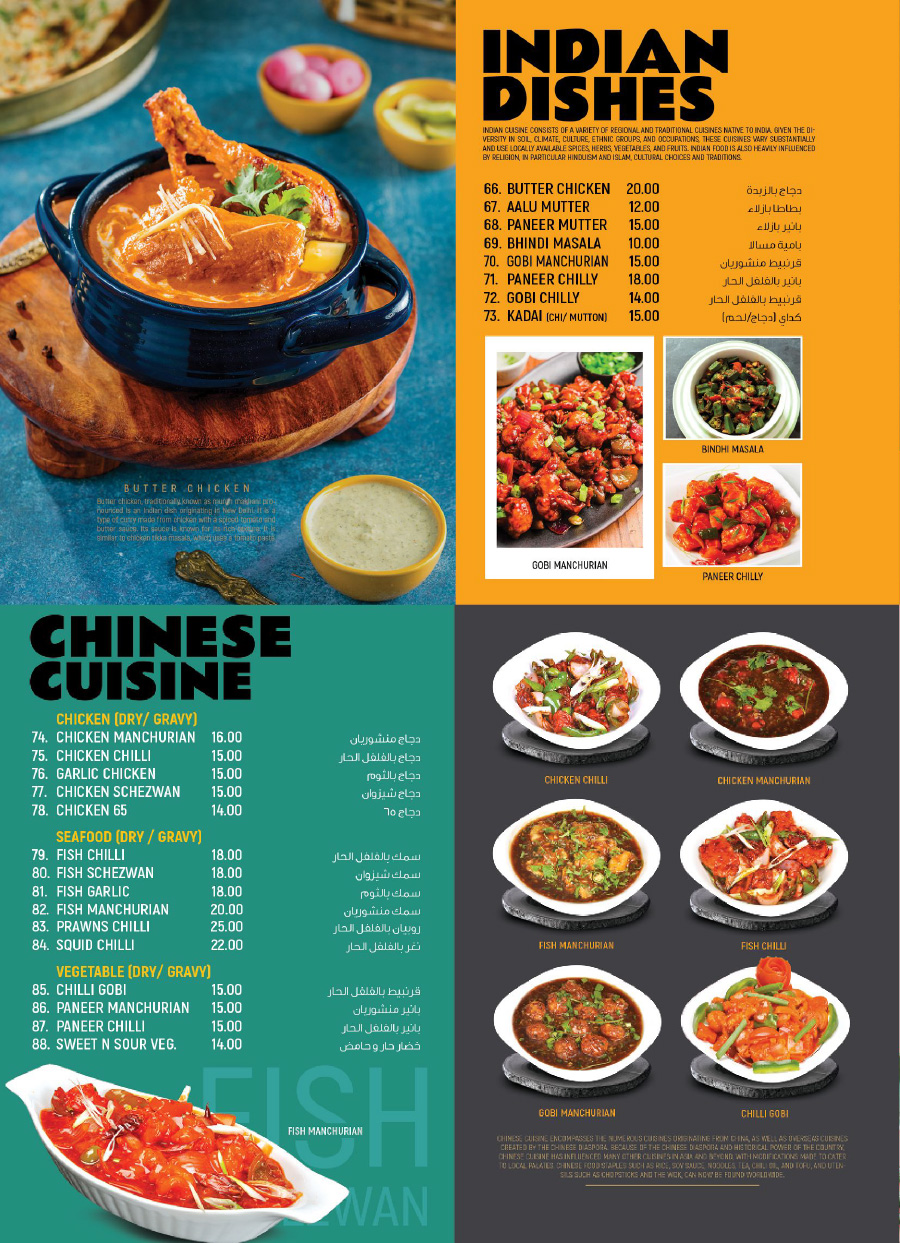 INDIAN
DISHES
INDIAN CUISINE CONSISTS OF A VARIETY OF REGIONAL AND TRADITIONAL CUISINES NATIVE TO INDIA. GIVEN THE DI-
VERSITY IN SOIL, CLIMATE, CULTURE, ETHNIC GROUPS, AND OCCUPATIONS, THESE CUISINES VARY SUBSTANTIALLY
AND USE LOCALLY AVAILABLE SPICES, HERBS, VEGETABLES, AND FRUITS. INDIAN FOOD IS ALSO HEAVILY INFLUENCED
BY RELIGION, IN PARTICULAR HINDUISM AND ISLAM, CULTURAL CHOICES AND TRADITIONS.
66. BUTTER CHICKEN 20.00 دجاج بالزبدة
67. AALU MUTTER 12.00 بطاطا بازلاء
68. PANEER MUTTER 15.00 بانير بازلاء
69. BHINDI MASALA 10.00 بامية مسالا
70. GOBI MANCHURIAN 15.00 قرنبيط منشوريان
71. PANEER CHILLY 18.00 بانير بالفلفل الحار
72. GOBI CHILLY 14.00 قرنبيط بالفلفل الحار
73. KADAI (CHI/ MUTTON) 15.00 كداي (دجاج/لحم)
GOBI MANCHURIAN
BINDHI MASALA
PANEER CHILLY
BUTTER CHICKEN
Butter chicken, traditionally known as murgh makhani
is an Indian dish originating in New Delhi. It is a
type of curry made from chicken with a spiced tomato and
butter sauce. Its sauce is known for its rich texture. It is
similar to chicken tikka masala, which uses a tomato paste.
CHINESE
CUISINE
CHICKEN (DRY/ GRAVY)
74. CHICKEN MANCHURIAN 16.00 دجاج منشوريان
75. CHICKEN CHILLI 15.00 دجاج بالفلفل الحار
76. GARLIC CHICKEN 15.00 دجاج بالثوم
77. CHICKEN SCHEZWAN 15.00 دجاج شيزوان
78. CHICKEN 65 14.00 دجاج ٦٥
SEAFOOD (DRY / GRAVY)
79. FISH CHILLI 18.00 سمك بالفلفل الحار
80. FISH SCHEZWAN 18.00 سمك شيزوان
81. FISH GARLIC 18.00 سمك بالثوم
82. FISH MANCHURIAN 20.00 سمك منشوريان
83. PRAWNS CHILLI 25.00 روبيان بالفلفل الحار
84. SQUID CHILLI 22.00 نغر بالفلفل الحار
VEGETABLE (DRY/ GRAVY)
85. CHILLI GOBI 15.00 قرنبيط بالفلفل الحار
86. PANEER MANCHURIAN 15.00 بانير منشوريان
87. PANEER CHILLI 15.00 بانير بالفلفل الحار
88. SWEET N SOUR VEG. 14.00 خضار حار و حامض
FISH
FISH MANCHURIAN
ZWAN
CHICKEN CHILLI
CHICKEN MANCHURIAN
FISH MANCHURIAN
FISH CHILLI
GOBI MANCHURIAN
CHILLI GOBI
CHINESE CUISINE ENCOMPASSES THE NUMEROUS CUISINES ORIGINATING FROM CHINA, AS WELL AS OVERSEAS CUISINES
CREATED BY THE CHINESE DIASPORA. BECAUSE OF THE CHINESE DIASPORA AND HISTORICAL POWER OF THE COUNTRY,
CHINESE CUISINE HAS INFLUENCED MANY OTHER CUISINES IN ASIA AND BEYOND, WITH MODIFICATIONS MADE TO CATER
TO LOCAL PALATES. CHINESE FOOD STAPLES SUCH AS RICE, SOY SAUCE, NOODLES, TEA, CHILI OIL, AND TOFU, AND UTEN-
SILS SUCH AS CHOPSTICKS AND THE WOK, CAN NOW BE FOUND WORLDWIDE.